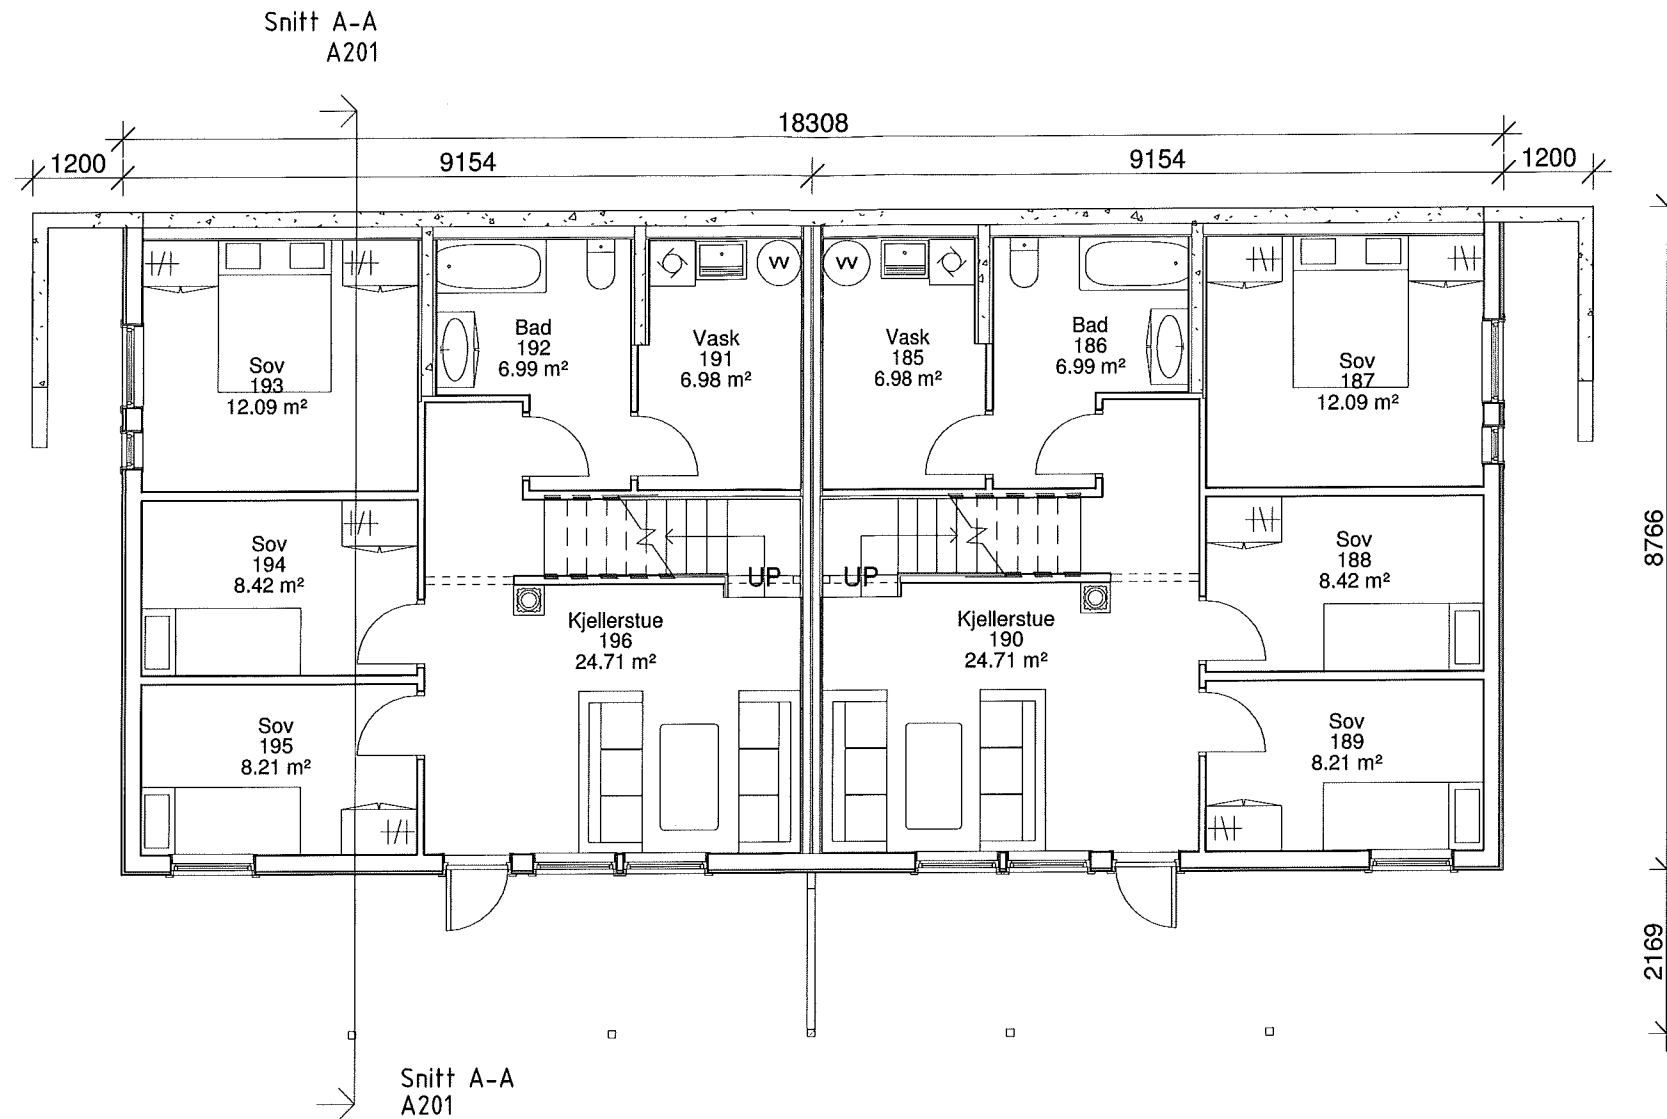 Snitt A-A
A201
18308
1200
9154
9154
1200
Sov
193
12.09 m²
Bad
192
6.99 m²
Vask
191
6.98 m²
Vask
185
6.98 m²
Bad
186
6.99 m²
Sov
187
12.09 m²
W
W
Sov
194
8.42 m²
UP
UP
Sov
188
8.42 m²
Kjellerstue
196
24.71 m²
Kjellerstue
190
24.71 m²
Sov
195
8.21 m²
Sov
189
8.21 m²
8766
2169
Snitt A-A
A201